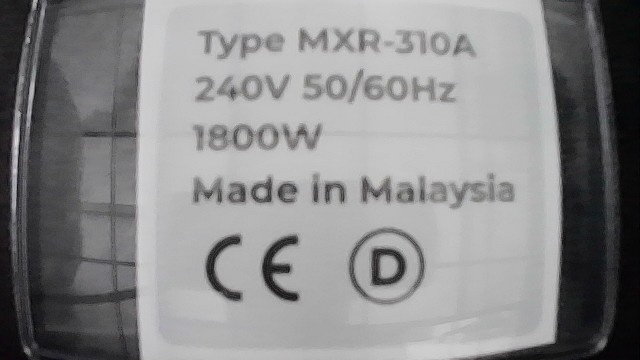 Type MXR-310A
240V 50/60Hz
1800W
Made in Malaysia
CE D